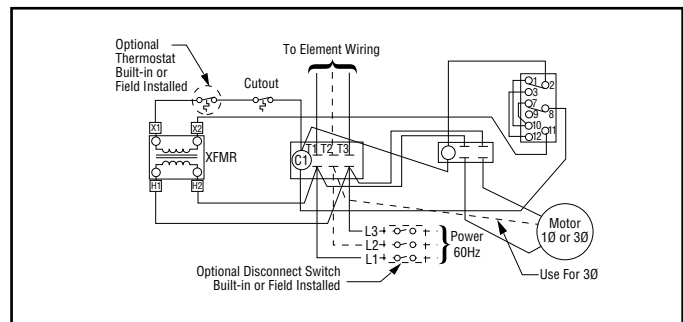 Optional
Thermostat
Built-in or
Field Installed
Cutout
To Element Wiring
X1
X2
XFMR
H1
H2
C1
T1 T2 T3
1
2
3
7
8
9
10
11
12
L3
L2
L1
Power
60Hz
Motor
1Ø or 3Ø
Use For 3Ø
Optional Disconnect Switch
Built-in or Field Installed